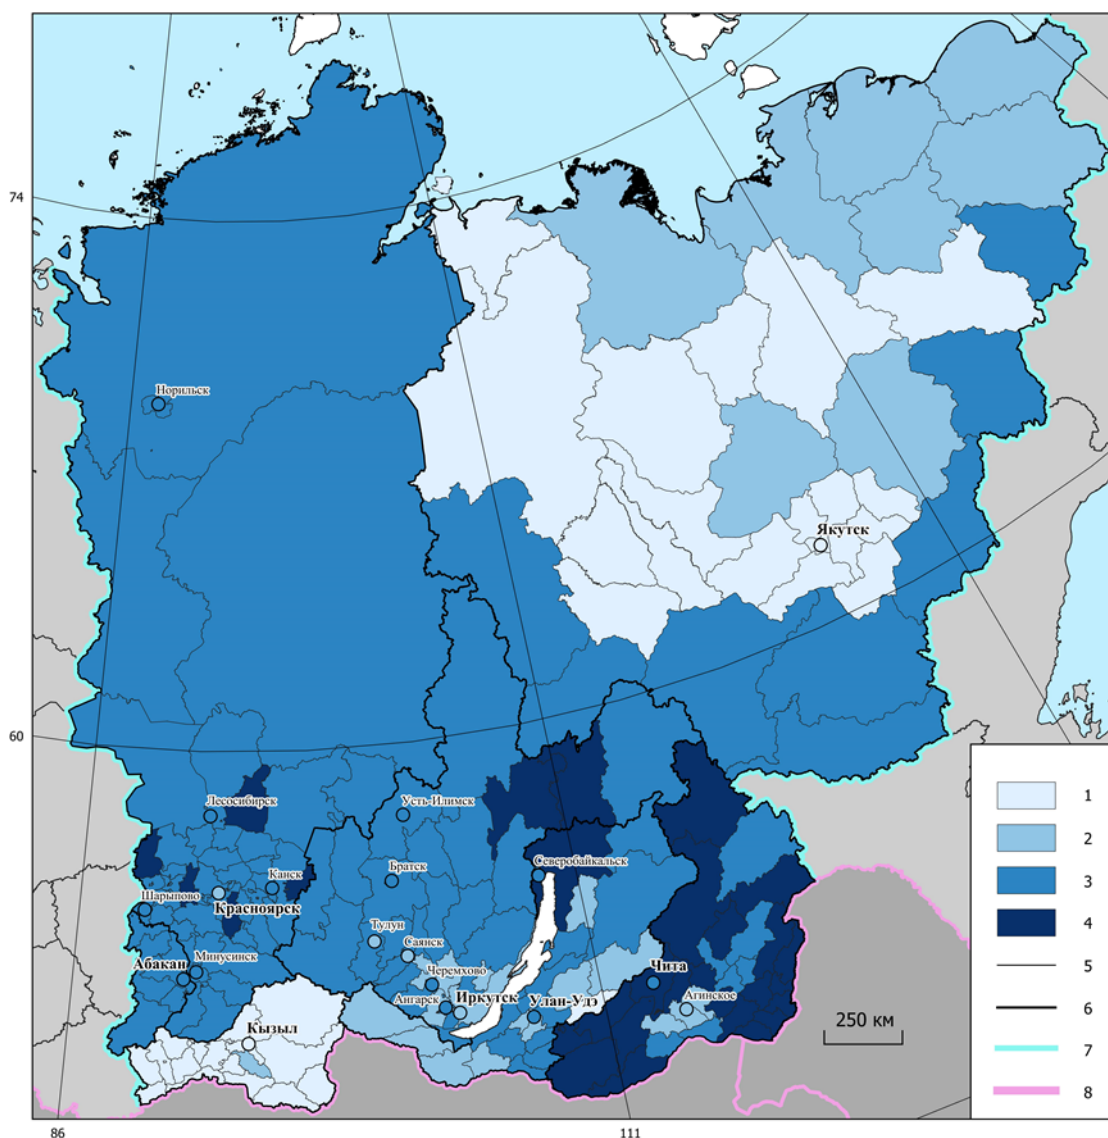 74
Норильск
Якутск
60
Лесосибирск
Усть-Илимск
Северобайкальск
Братск
Канск
Шарыпово
Красноярск
Тулун
Саянск
Абакан
Минусинск
Черемхово
Чита
Ангарск
Иркутск
Улан-Удэ
Агинское
Кызыл
1
2
3
4
5
6
7
8
250 км
86
111